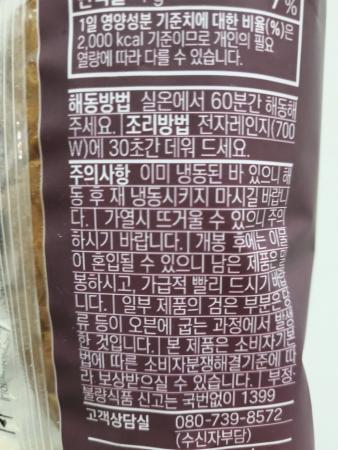 7%
1일 영양성분 기준치에 대한 비율(%)은
2,000 kcal 기준이므로 개인의 필요
열량에 따라 다를 수 있습니다.
해동방법 실온에서 60분간 해동해
주세요. 조리방법 전자레인지(700
W)에 30초간 데워 드세요.
주의사항 이미 냉동된 바 있으니 해
동 후 재 냉동시키지 마시길 바랍니
다. | 가열시 뜨거울 수 있으니 주의
하시기 바랍니다. | 개봉 후에는 이물
이 혼입될 수 있으니 남은 제품은 밀
봉하시고, 가급적 빨리 드시기 바랍
니다. | 일부 제품의 검은 부분은 당
류 등이 오븐에 굽는 과정에서 발생
한 것입니다. | 본 제품은 소비자기본
법에 따른 소비자분쟁해결기준에 따
라 보상받으실 수 있습니다. | 부정·
불량식품 신고는 국번없이 1399
고객상담실 080-739-8572
(수신자부담)